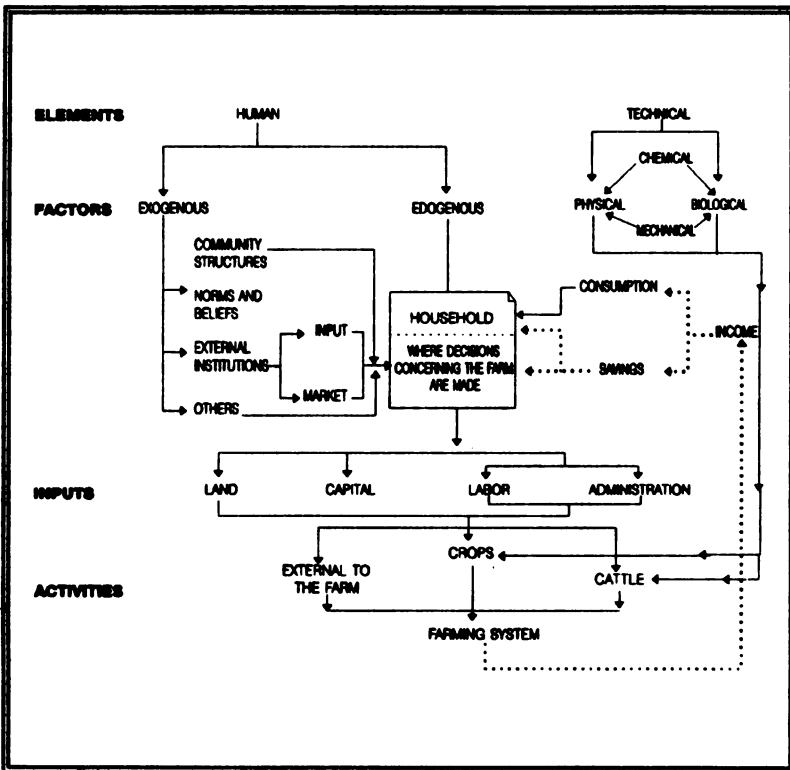 ELEMENTS HUMAN TECHNICAL
CHEMICAL
FACTORS EXOGENOUS EDOGENOUS PHYSICAL BIOLOGICAL
MECHANICAL
COMMUNITY
STRUCTURES
NORMS AND
BELIEFS
EXTERNAL
INSTITUTIONS
OTHERS
INPUT
MARKET
HOUSEHOLD
WHERE DECISIONS
CONCERNING THE FARM
ARE MADE
CONSUMPTION
INCOME
SAVINGS
INPUTS LAND CAPITAL LABOR ADMINISTRATION
ACTIVITIES
EXTERNAL TO
THE FARM
CROPS
CATTLE
FARMING SYSTEM